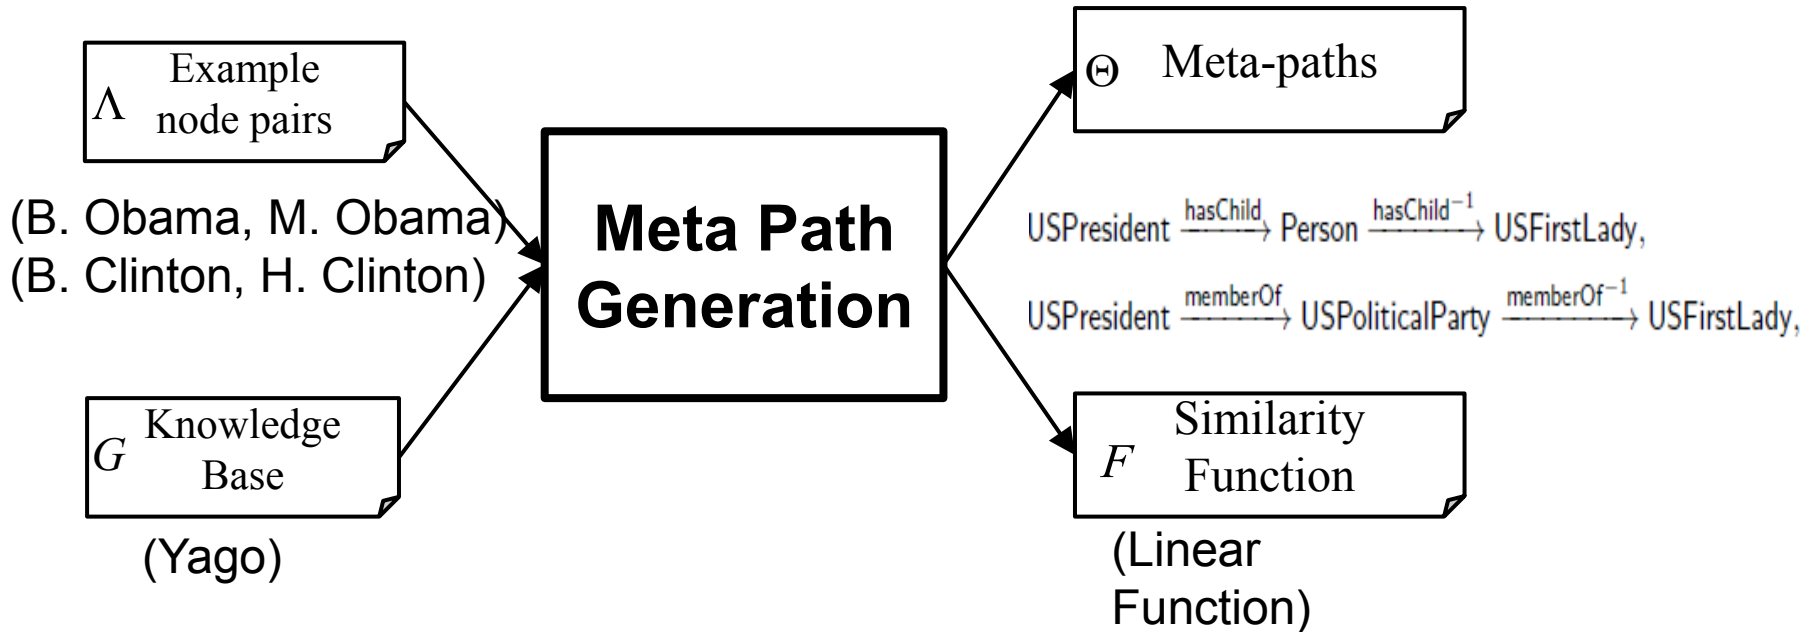 Λ Example
node pairs
(B. Obama, M. Obama)
(B. Clinton, H. Clinton)
G Knowledge
Base
(Yago)
Meta Path
Generation
Θ Meta-paths
USPresident hasChild⟶ Person hasChild⁻¹⟶ USFirstLady,
USPresident memberOf⟶ USPoliticalParty memberOf⁻¹⟶ USFirstLady,
F Similarity
Function
(Linear
Function)